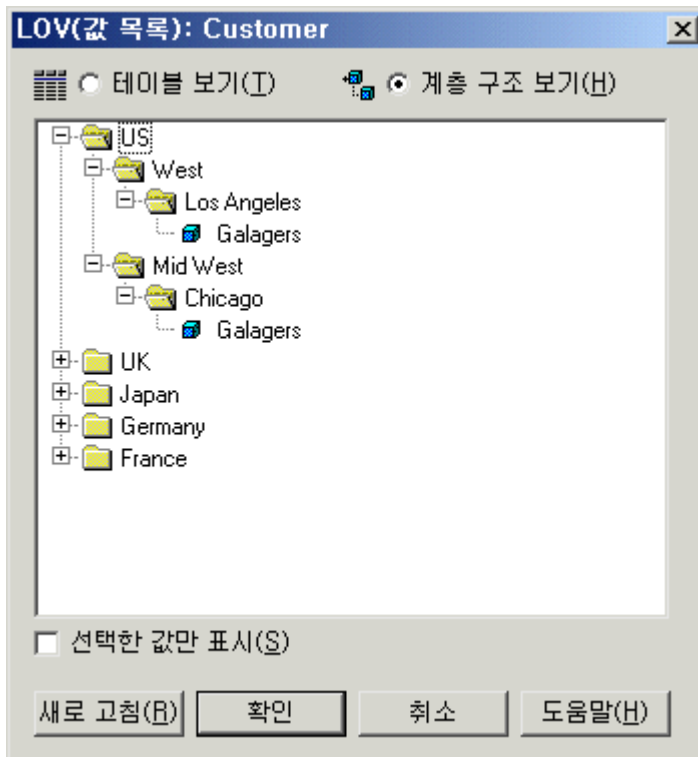 LOV(값 목록): Customer
테이블 보기(T) 계층 구조 보기(H)
US
West
Los Angeles
Galagers
Mid West
Chicago
Galagers
UK
Japan
Germany
France
선택한 값만 표시(S)
새로 고침(R) 확인 취소 도움말(H)